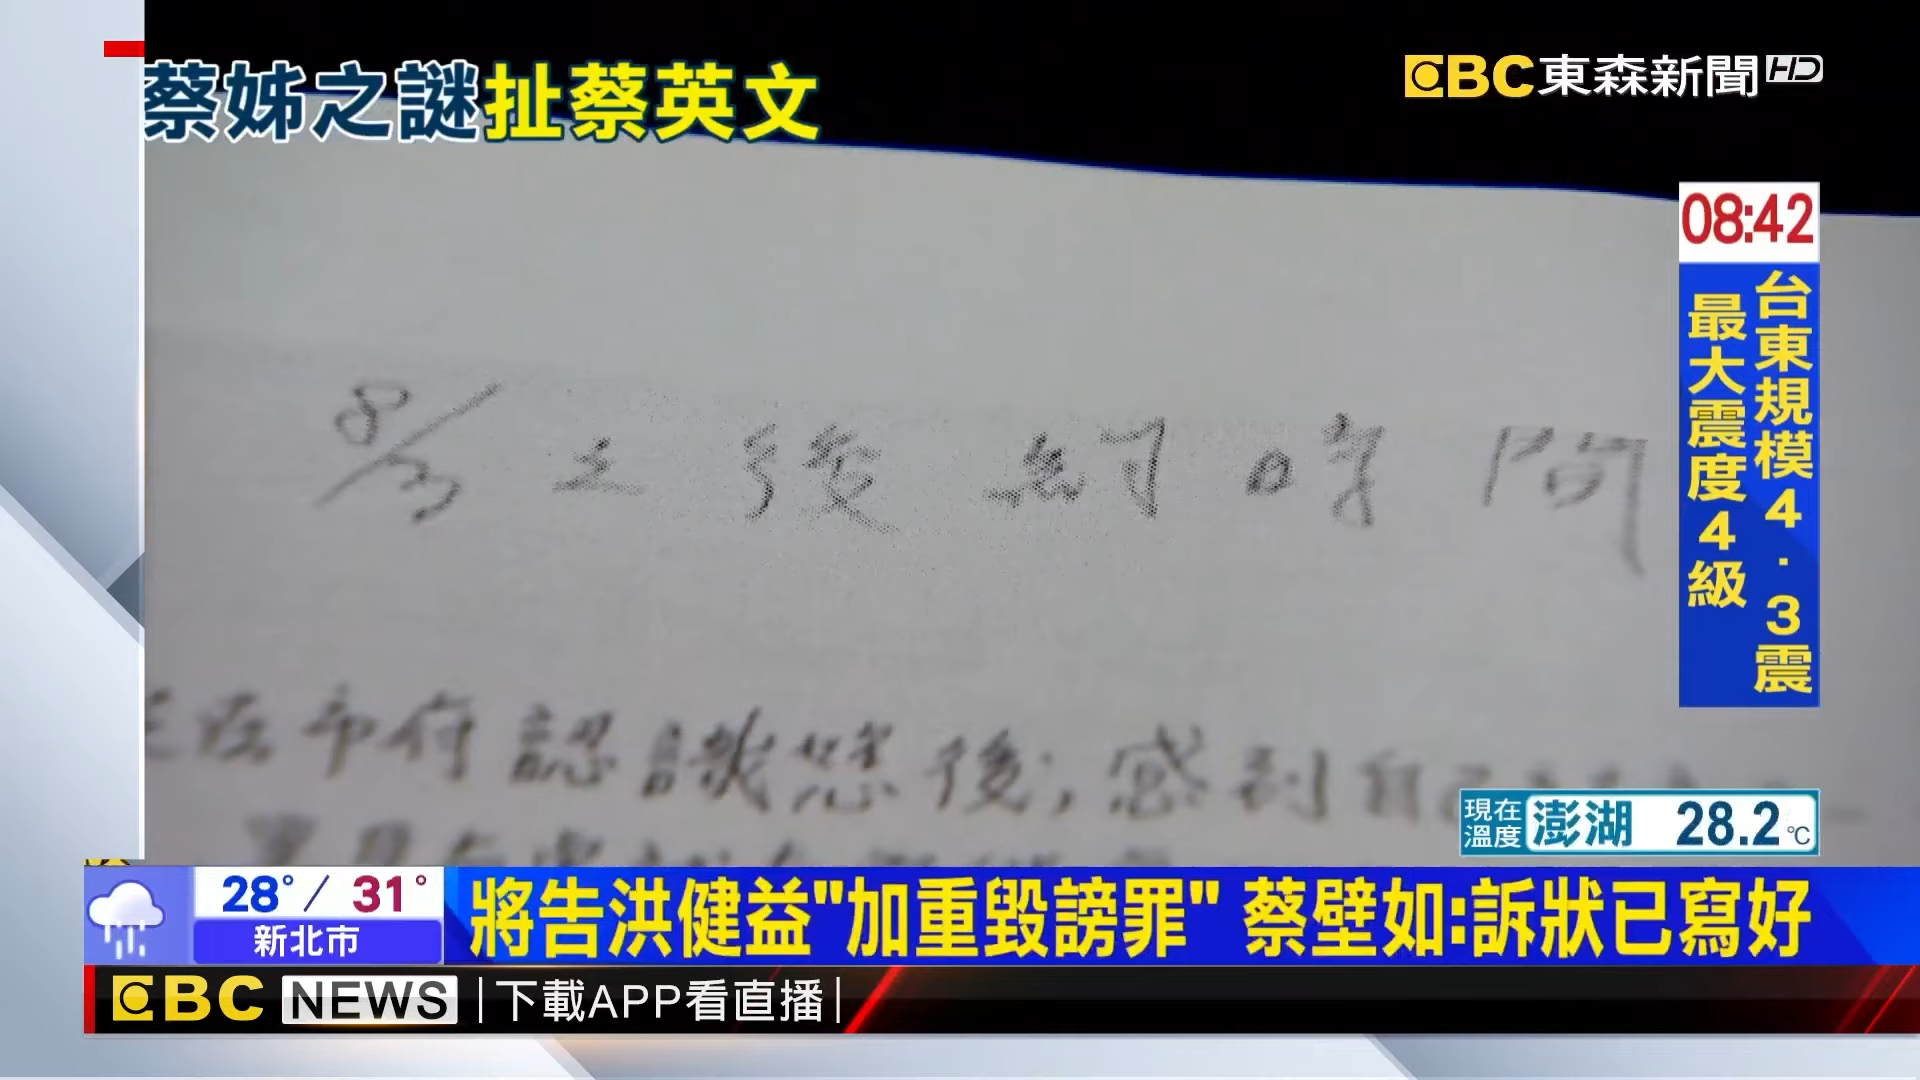 蔡姊之謎扯蔡英文
EBC東森新聞HD
08:42
台東規模4.3震
最大震度4級
8/3 之後給時間
在市府認識您後，感到自己
現在溫度 澎湖 28.2℃
28°/31°
新北市
將告洪健益"加重毀謗罪" 蔡壁如:訴狀已寫好
EBC NEWS |下載APP看直播|